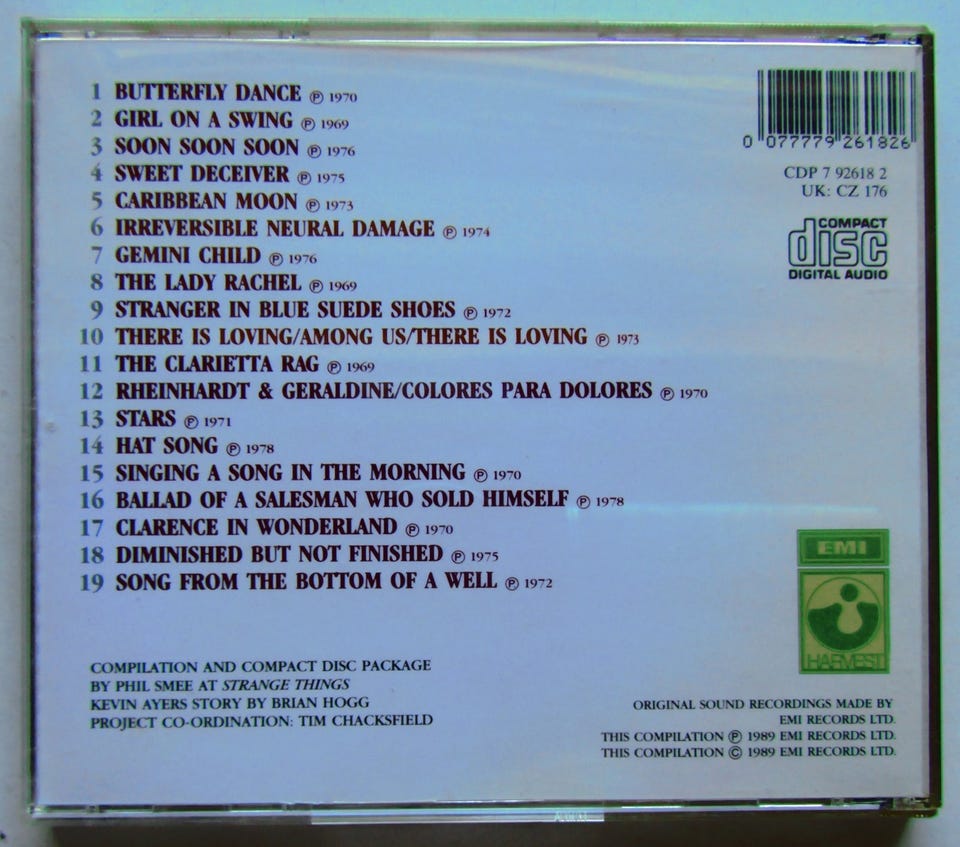 1 BUTTERFLY DANCE ℗ 1970
2 GIRL ON A SWING ℗ 1969
3 SOON SOON SOON ℗ 1976
4 SWEET DECEIVER ℗ 1975
5 CARIBBEAN MOON ℗ 1973
6 IRREVERSIBLE NEURAL DAMAGE ℗ 1974
7 GEMINI CHILD ℗ 1976
8 THE LADY RACHEL ℗ 1969
9 STRANGER IN BLUE SUEDE SHOES ℗ 1972
10 THERE IS LOVING/AMONG US/THERE IS LOVING ℗ 1973
11 THE CLARIETTA RAG ℗ 1969
12 RHEINHARDT & GERALDINE/COLORES PARA DOLORES ℗ 1970
13 STARS ℗ 1971
14 HAT SONG ℗ 1978
15 SINGING A SONG IN THE MORNING ℗ 1970
16 BALLAD OF A SALESMAN WHO SOLD HIMSELF ℗ 1978
17 CLARENCE IN WONDERLAND ℗ 1970
18 DIMINISHED BUT NOT FINISHED ℗ 1975
19 SONG FROM THE BOTTOM OF A WELL ℗ 1972
0 077779 261826
CDP 7 92618 2
UK: CZ 176
COMPACT
disc
DIGITAL AUDIO
EMI
HARVEST
COMPILATION AND COMPACT DISC PACKAGE
BY PHIL SMEE AT STRANGE THINGS
KEVIN AYERS STORY BY BRIAN HOGG
PROJECT CO-ORDINATION: TIM CHACKSFIELD
ORIGINAL SOUND RECORDINGS MADE BY
EMI RECORDS LTD.
THIS COMPILATION ℗ 1989 EMI RECORDS LTD.
THIS COMPILATION © 1989 EMI RECORDS LTD.